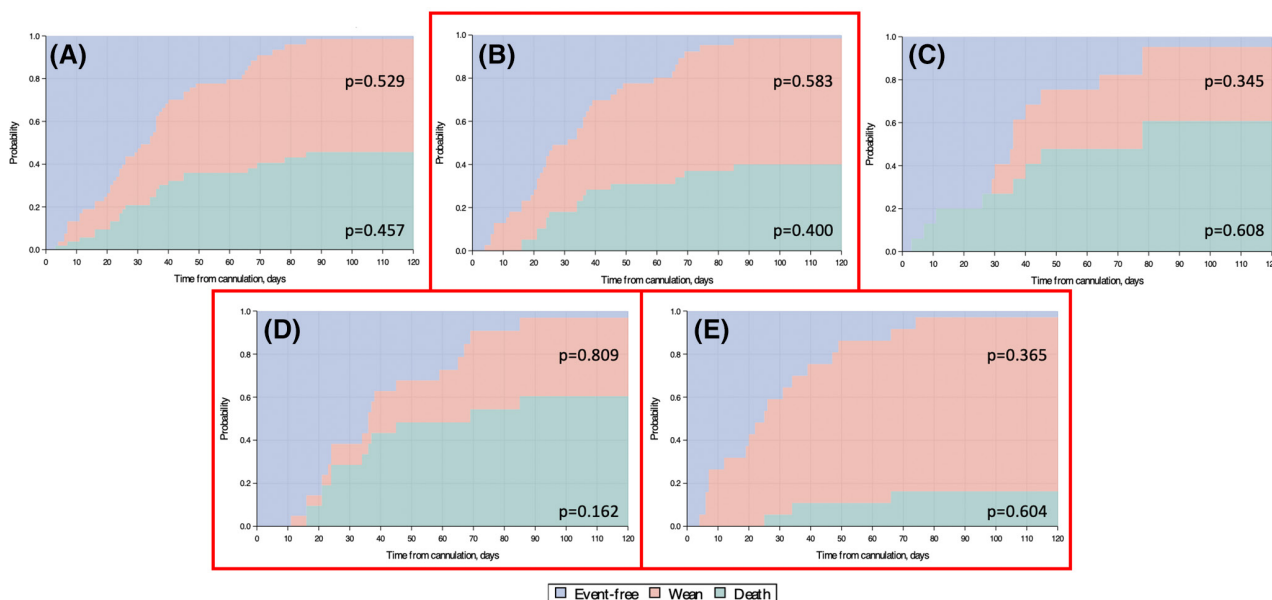 (A)
p=0.529
p=0.457
Probability
1.0
0.8
0.6
0.4
0.2
0.0
0 10 20 30 40 50 60 70 80 90 100 110 120
Time from cannulation, days
(B)
p=0.583
p=0.400
Probability
1.0
0.8
0.6
0.4
0.2
0.0
0 10 20 30 40 50 60 70 80 90 100 110 120
Time from cannulation, days
(C)
p=0.345
p=0.608
Probability
1.0
0.8
0.6
0.4
0.2
0.0
0 10 20 30 40 50 60 70 80 90 100 110 120
Time from cannulation, days
(D)
p=0.809
p=0.162
Probability
1.0
0.8
0.6
0.4
0.2
0.0
0 10 20 30 40 50 60 70 80 90 100 110 120
Time from cannulation, days
(E)
p=0.365
p=0.604
Probability
1.0
0.8
0.6
0.4
0.2
0.0
0 10 20 30 40 50 60 70 80 90 100 110 120
Time from cannulation, days
Event-free Wean Death